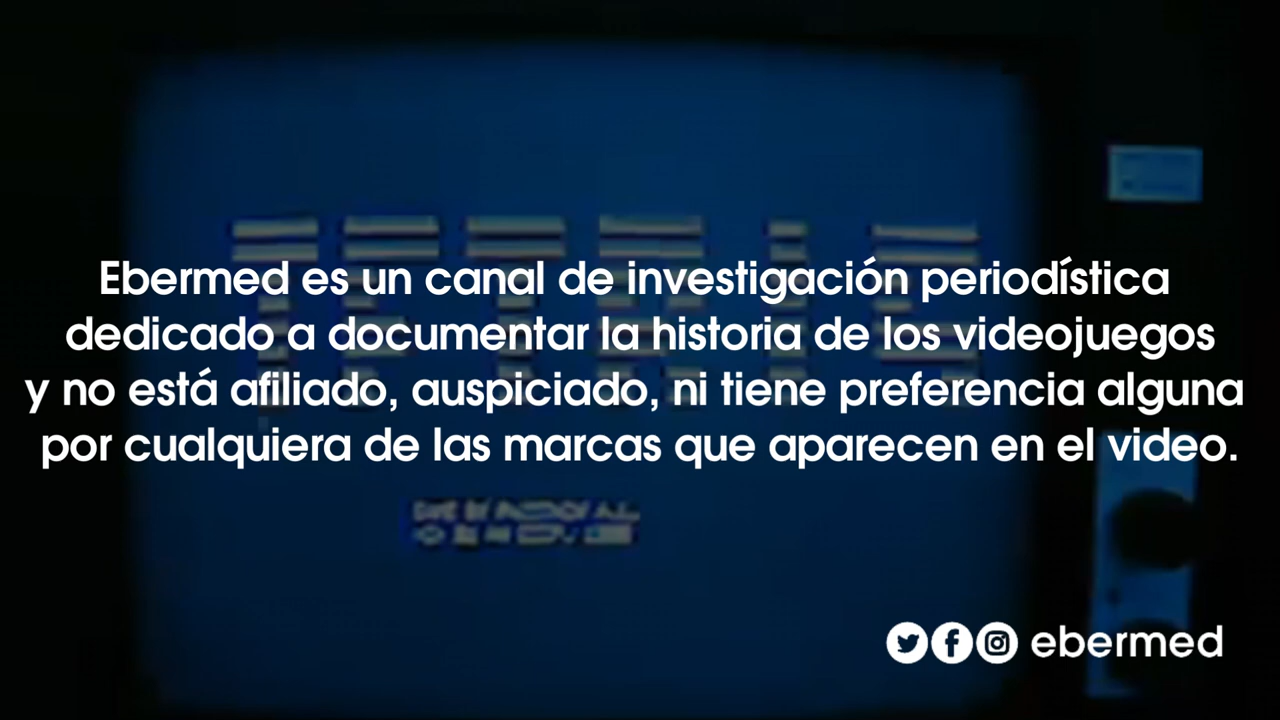 Ebermed es un canal de investigación periodística
dedicado a documentar la historia de los videojuegos
y no está afiliado, auspiciado, ni tiene preferencia alguna
por cualquiera de las marcas que aparecen en el video.
ebermed